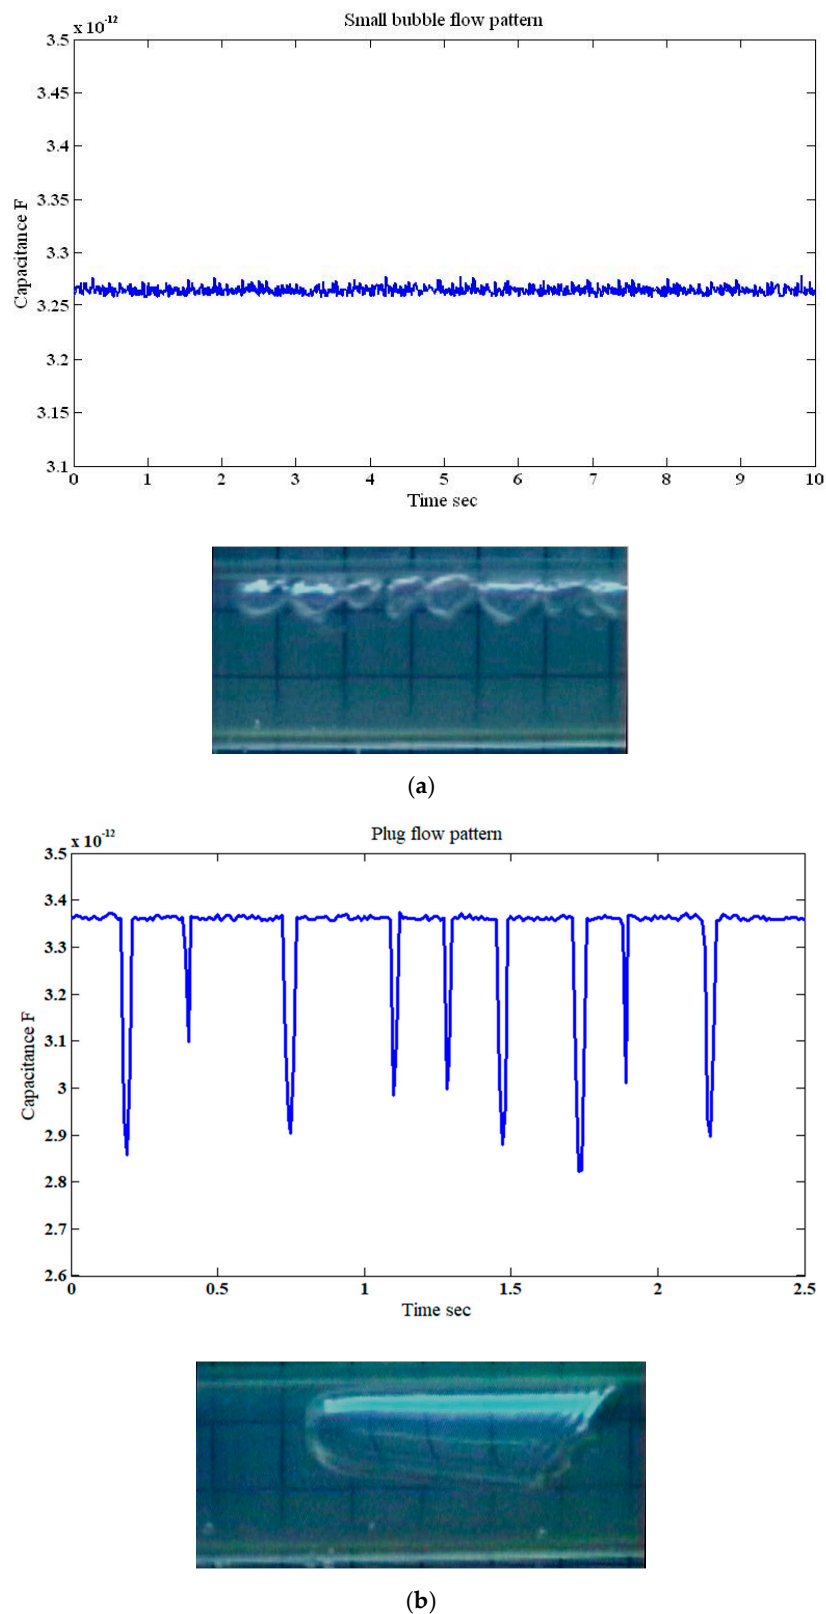 x 10⁻¹²
Small bubble flow pattern
3.5
3.45
3.4
3.35
3.3
3.25
3.2
3.15
3.1
Capacitance F
0 1 2 3 4 5 6 7 8 9 10
Time sec
(a)
x 10⁻¹²
Plug flow pattern
3.5
3.4
3.3
3.2
3.1
3
2.9
2.8
2.7
2.6
Capacitance F
0 0.5 1 1.5 2 2.5
Time sec
(b)